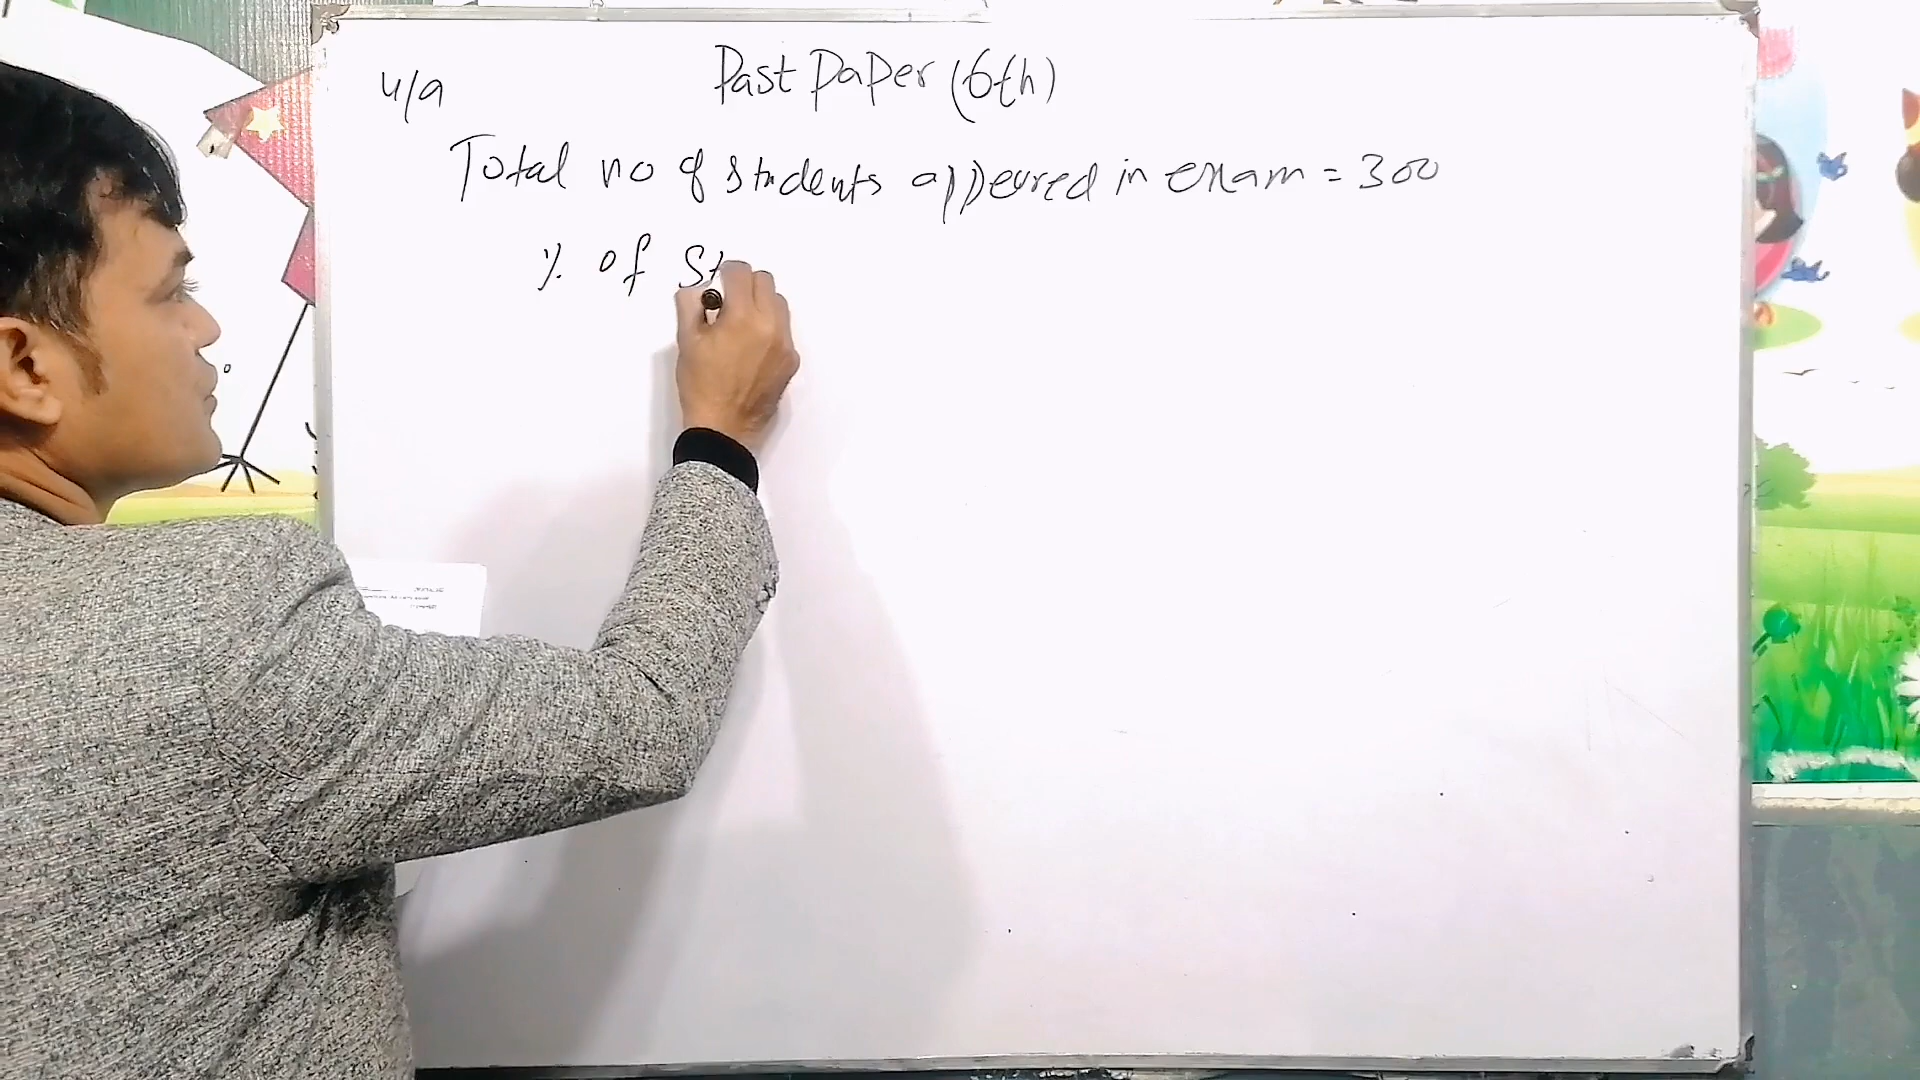 Past Paper (6th)
4/a
Total no of students appeared in exam = 300
% of St